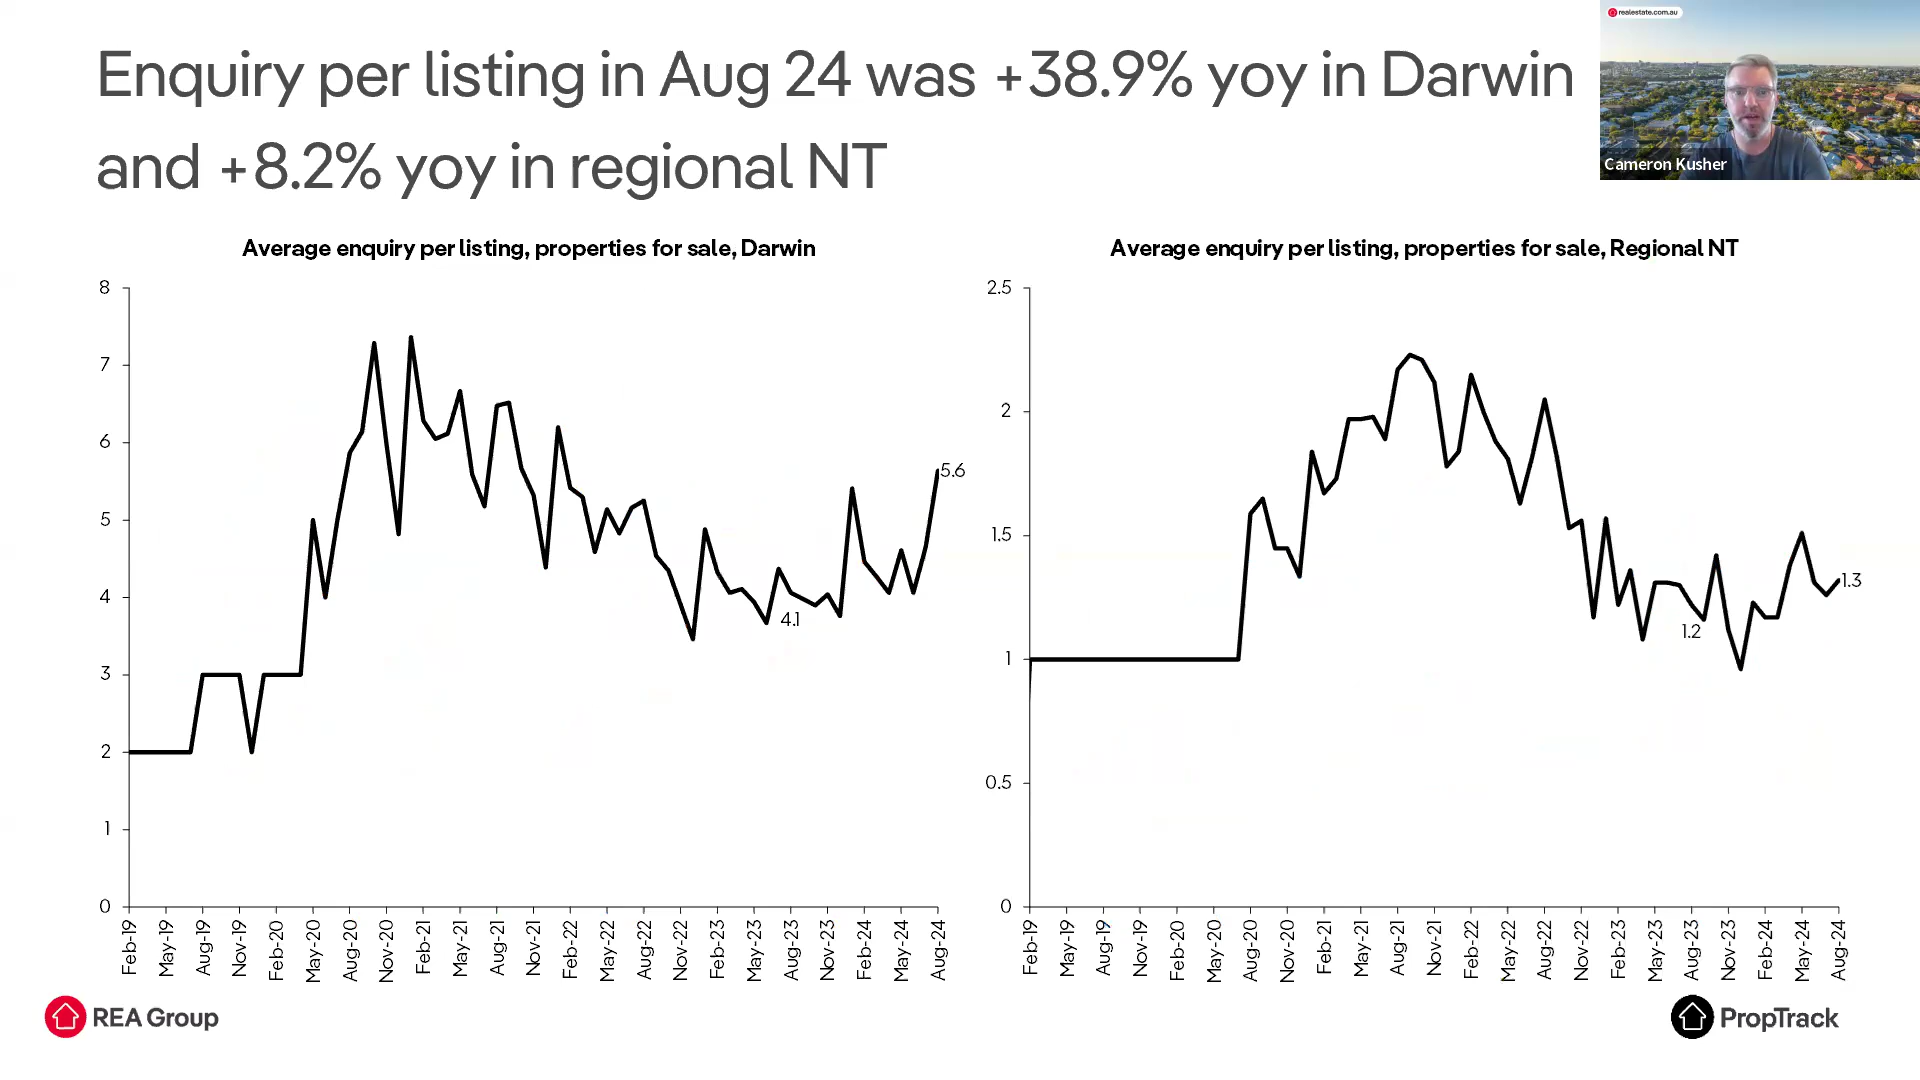 Enquiry per listing in Aug 24 was +38.9% yoy in Darwin
and +8.2% yoy in regional NT
realestate.com.au
Cameron Kusher
Average enquiry per listing, properties for sale, Darwin
8
7
6
5
4
3
2
1
0
5.6
4.1
Feb-19
May-19
Aug-19
Nov-19
Feb-20
May-20
Aug-20
Nov-20
Feb-21
May-21
Aug-21
Nov-21
Feb-22
May-22
Aug-22
Nov-22
Feb-23
May-23
Aug-23
Nov-23
Feb-24
May-24
Aug-24
Average enquiry per listing, properties for sale, Regional NT
2.5
2
1.5
1
0.5
0
1.3
1.2
Feb-19
May-19
Aug-19
Nov-19
Feb-20
May-20
Aug-20
Nov-20
Feb-21
May-21
Aug-21
Nov-21
Feb-22
May-22
Aug-22
Nov-22
Feb-23
May-23
Aug-23
Nov-23
Feb-24
May-24
Aug-24
REA Group
PropTrack